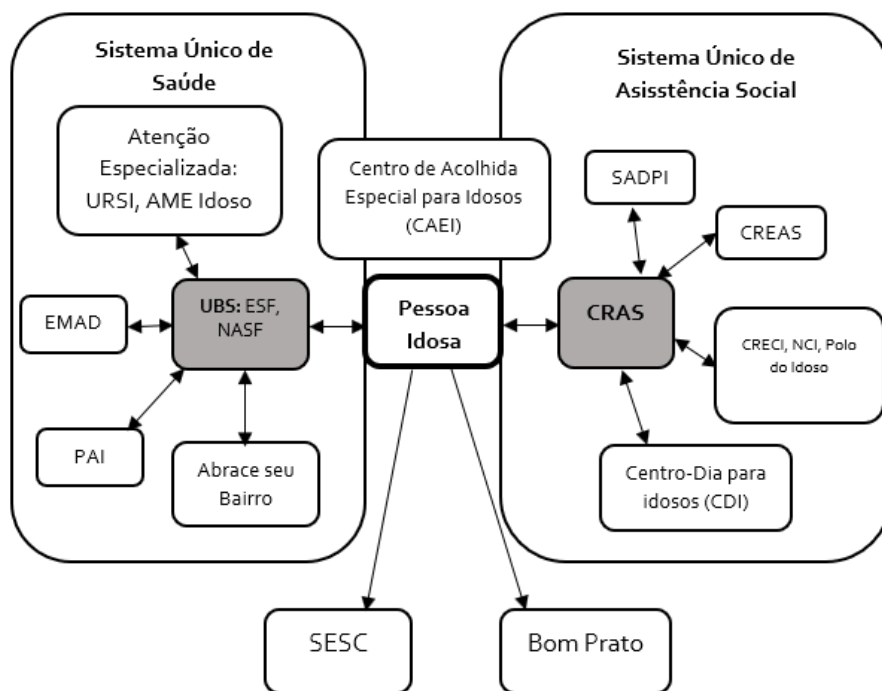 Sistema Único de
Saúde
Atenção
Especializada:
URSI, AME Idoso
EMAD
UBS: ESF,
NASF
PAI
Abrace seu
Bairro
Centro de Acolhida
Especial para Idosos
(CAEI)
Pessoa
Idosa
Sistema Único de
Asisstência Social
SADPI
CREAS
CRAS
CRECI, NCI, Polo
do Idoso
Centro-Dia para
idosos (CDI)
SESC
Bom Prato